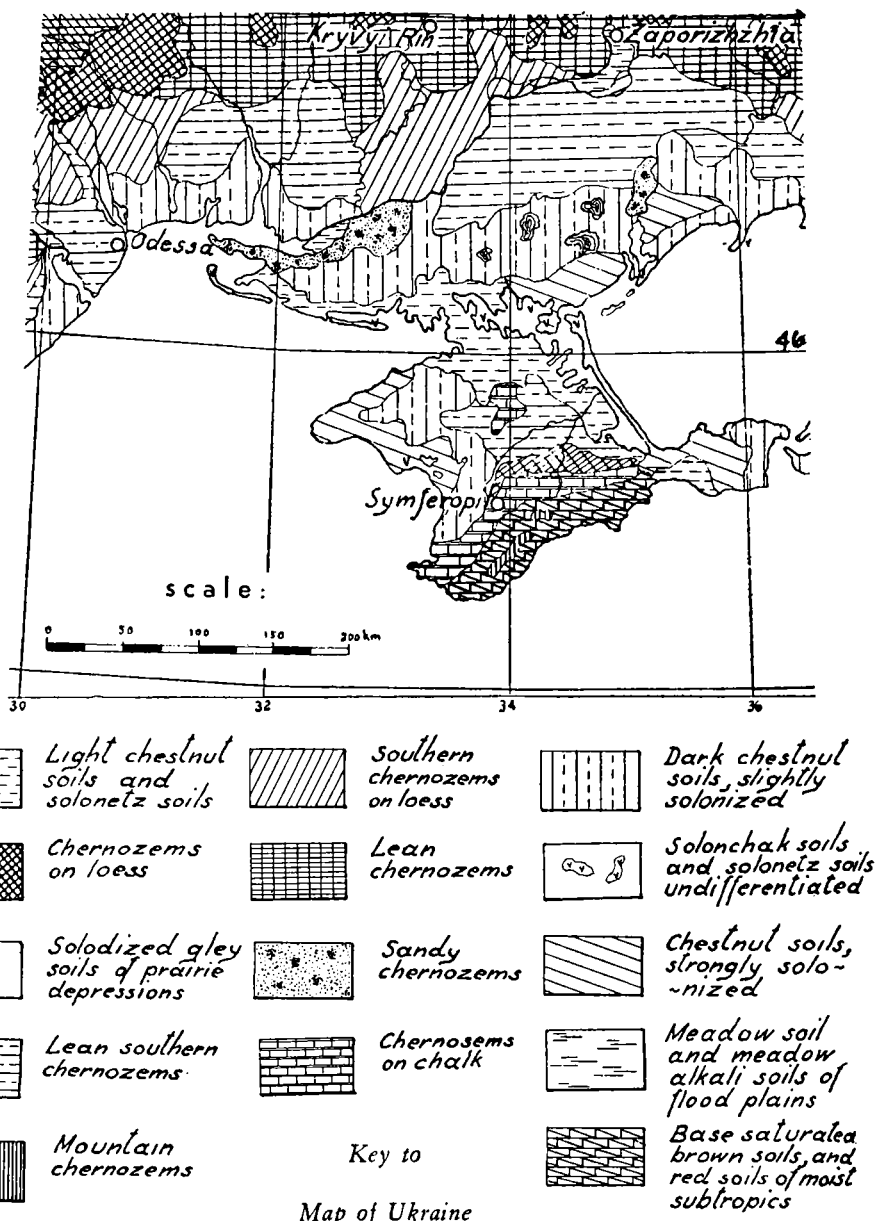 Kryvyi Rih
Zaporizhzhia
Odessa
46
Symferopil
scale:
0 50 100 150 200 km
30 32 34 36
Light chestnut
soils and
solonetz soils
Southern
chernozems
on loess
Dark chestnut
soils, slightly
solonized
Chernozems
on loess
Lean
chernozems
Solonchak soils
and solonetz soils
undifferentiated
Solodized gley
soils of prairie
depressions
Sandy
chernozems
Chestnut soils,
strongly solo-
~nized
Lean southern
chernozems
Chernosems
on chalk
Meadow soil
and meadow
alkali soils of
flood plains
Mountain
chernozems
Key to
Map of Ukraine
Base saturated
brown soils, and
red soils of moist
subtropics